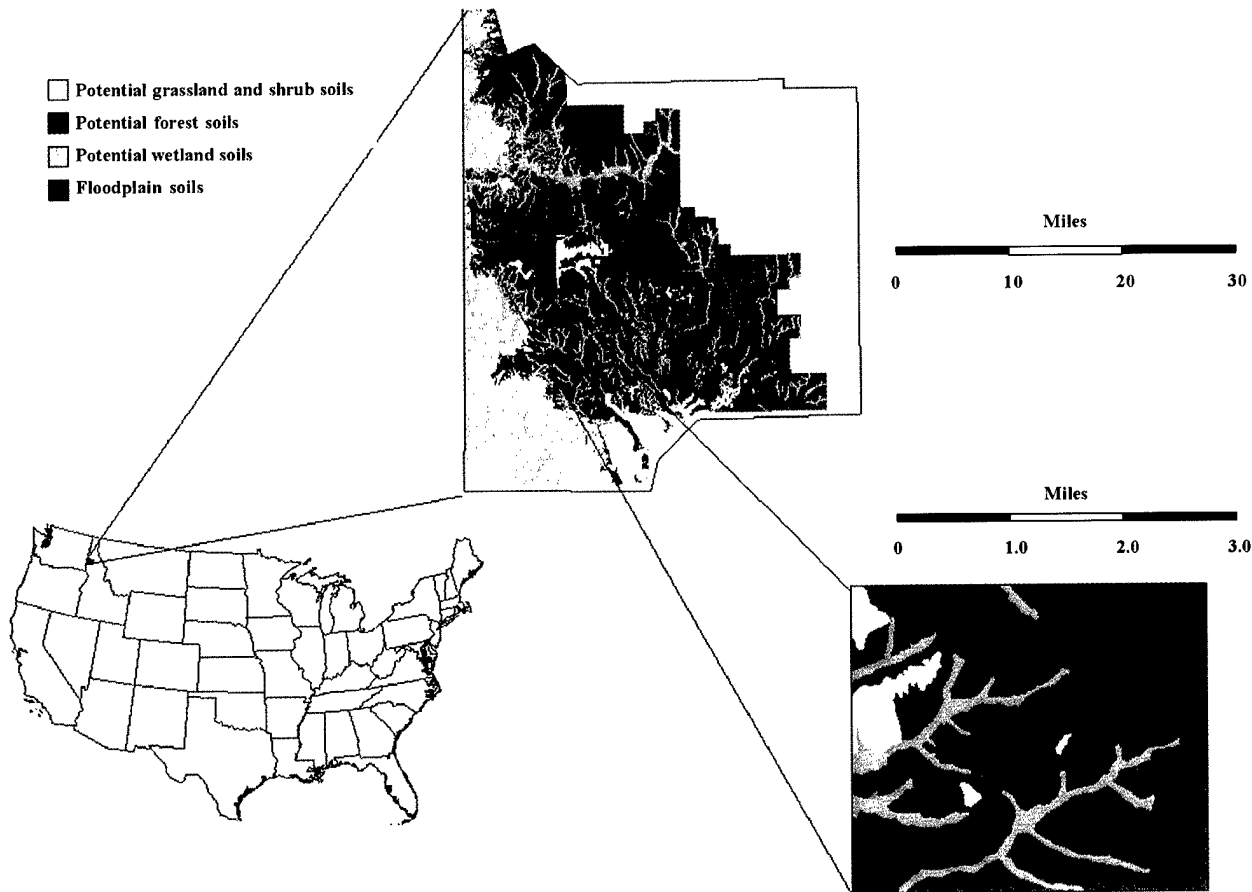 Potential grassland and shrub soils
Potential forest soils
Potential wetland soils
Floodplain soils
Miles
0 10 20 30
Miles
0 1.0 2.0 3.0